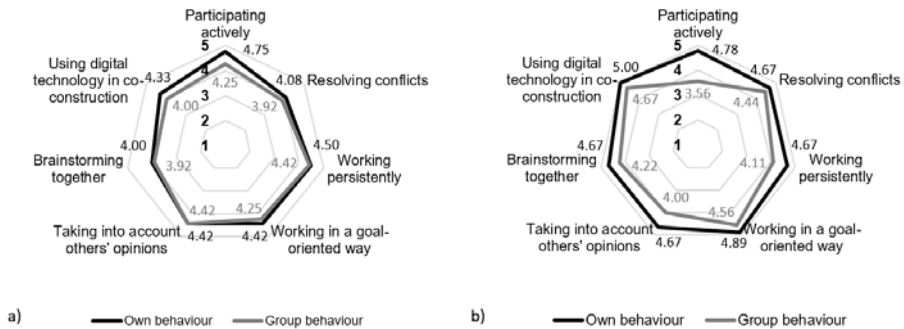 Participating
actively
5
4.75
Using digital
technology in co-
construction
4.33
4
4.25
4.08
Resolving conflicts
3
4.00
3.92
2
4.00
1
4.50
Brainstorming
together
3.92
4.42
Working
persistently
4.42
4.25
Taking into account
others' opinions
4.42
4.42
Working in a goal-
oriented way
a)
Own behaviour
Group behaviour
Participating
actively
5
4.78
Using digital
technology in co-
construction
5.00
4
4.67
Resolving conflicts
3
3.56
4.67
4.44
2
4.67
1
4.67
Brainstorming
together
4.22
4.11
Working
persistently
4.00
4.56
Taking into account
others' opinions
4.67
4.89
Working in a goal-
oriented way
b)
Own behaviour
Group behaviour